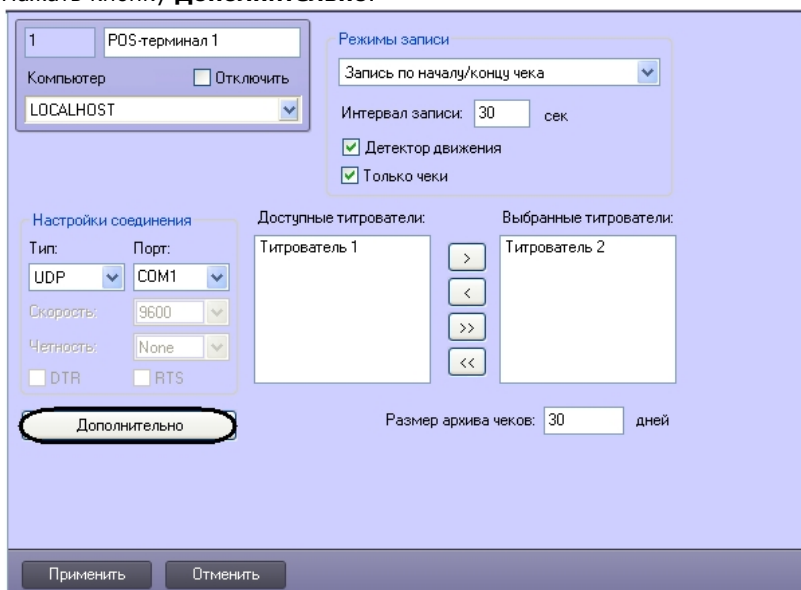 Нажать кнопку Дополнительно.
1 POS-терминал 1
Компьютер Отключить
LOCALHOST
Режимы записи
Запись по началу/концу чека
Интервал записи: 30 сек
Детектор движения
Только чеки
Настройки соединения
Тип: Порт:
UDP COM1
Скорость: 9600
Четность: None
DTR RTS
Дополнительно
Доступные титрователи:
Титрователь 1
>
<
>>
<<
Выбранные титрователи:
Титрователь 2
Размер архива чеков: 30 дней
Применить Отменить